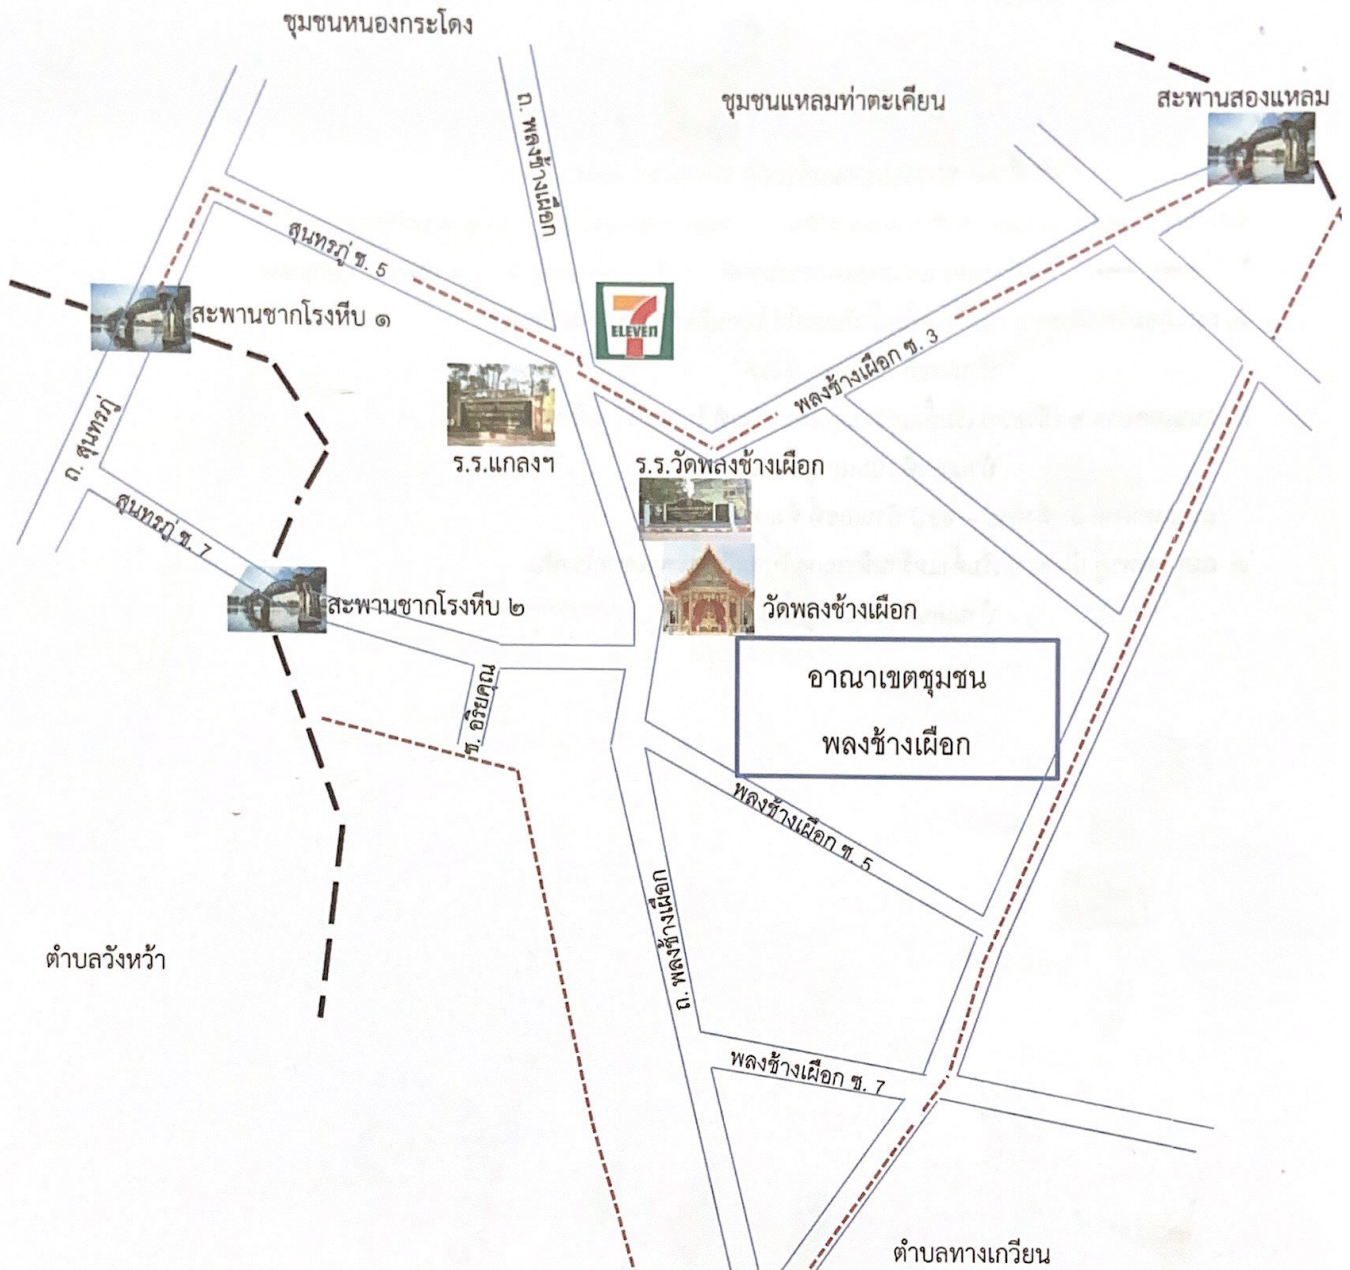 ชุมชนหนองกระโดง
ถ. พลงช้างเผือก
ชุมชนแหลมท่าตะเคียน
สะพานสองแหลม
สุนทรภู่ ซ. 5
สะพานซากโรงหีบ ๑
7
ELEVEn
พลงช้างเผือก ซ. 3
ถ. สุนทรภู่
ร.ร.แกลงฯ
ร.ร.วัดพลงช้างเผือก
สุนทรภู่ ซ. 7
สะพานซากโรงหีบ ๒
วัดพลงช้างเผือก
ซ. อริยคุณ
อาณาเขตชุมชน
พลงช้างเผือก
พลงช้างเผือก ซ. 5
ถ. พลงช้างเผือก
ตำบลวังหว้า
พลงช้างเผือก ซ. 7
ตำบลทางเกวียน